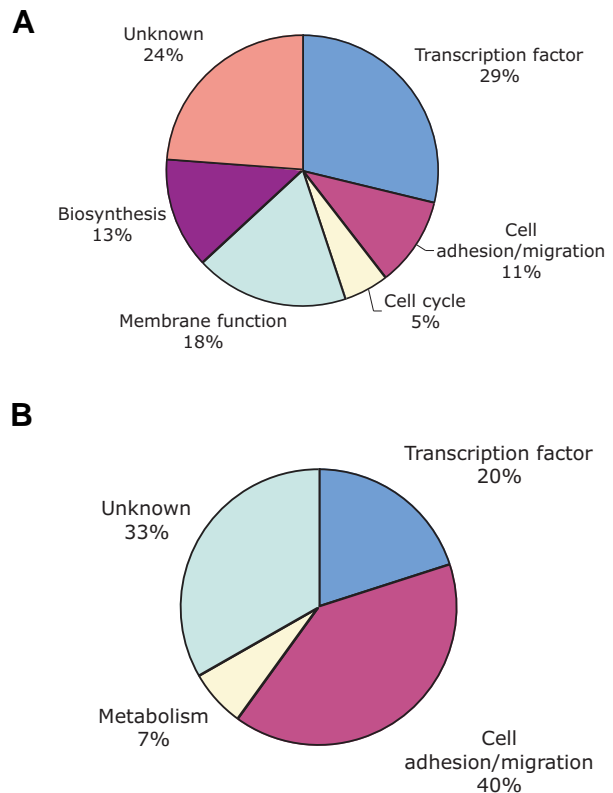 A
Unknown
24%
Transcription factor
29%
Cell
adhesion/migration
11%
Biosynthesis
13%
Cell cycle
5%
Membrane function
18%
B
Transcription factor
20%
Unknown
33%
Metabolism
7%
Cell
adhesion/migration
40%